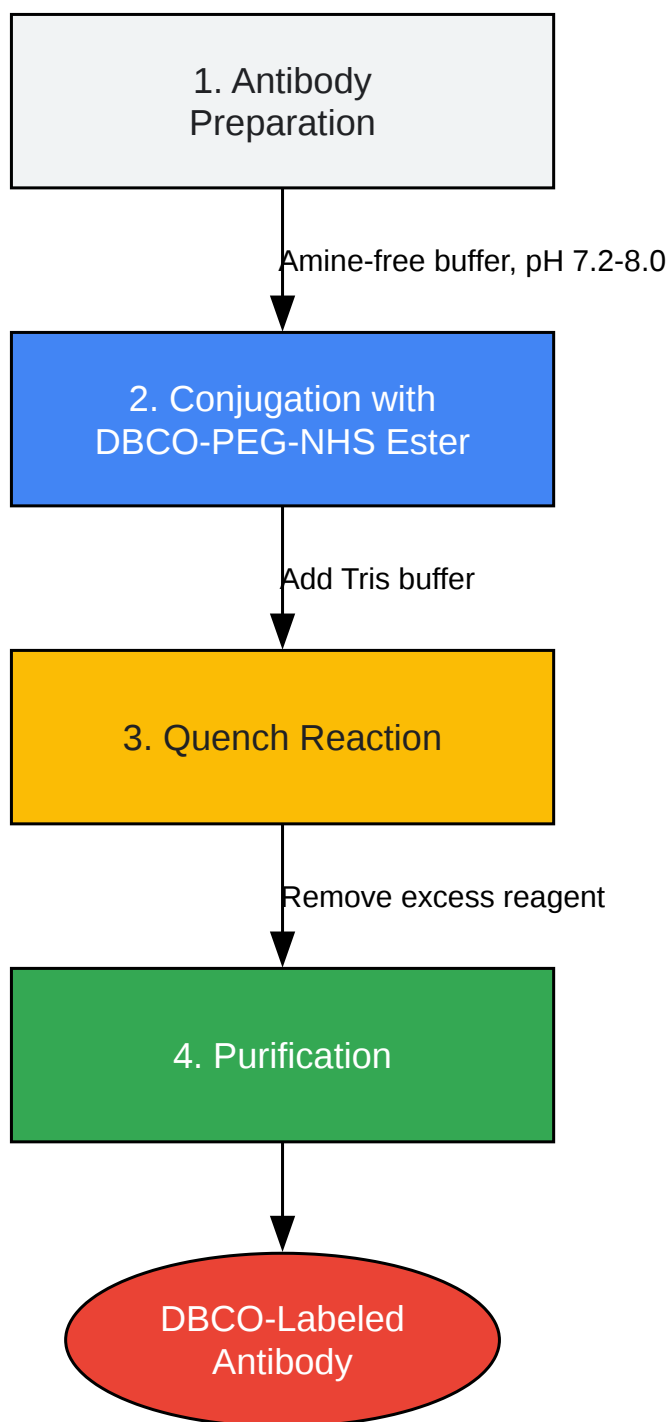 1. Antibody
Preparation
Amine-free buffer, pH 7.2-8.0
2. Conjugation with
DBCO-PEG-NHS Ester
Add Tris buffer
3. Quench Reaction
Remove excess reagent
4. Purification
DBCO-Labeled
Antibody